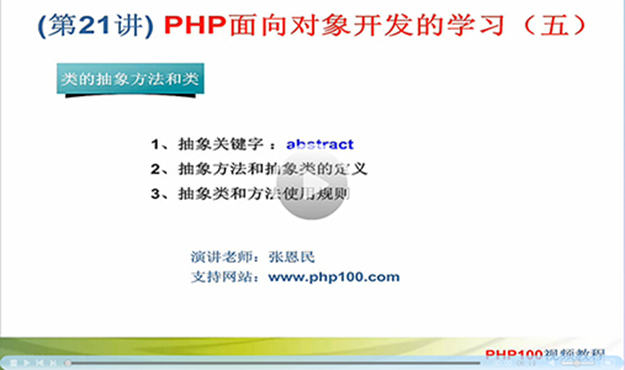 (第21讲) PHP面向对象开发的学习（五）
类的抽象方法和类
1、抽象关键字：abstract
2、抽象方法和抽象类的定义
3、抽象类和方法使用规则
演讲老师：张恩民
支持网站：www.php100.com
PHP100视频教程